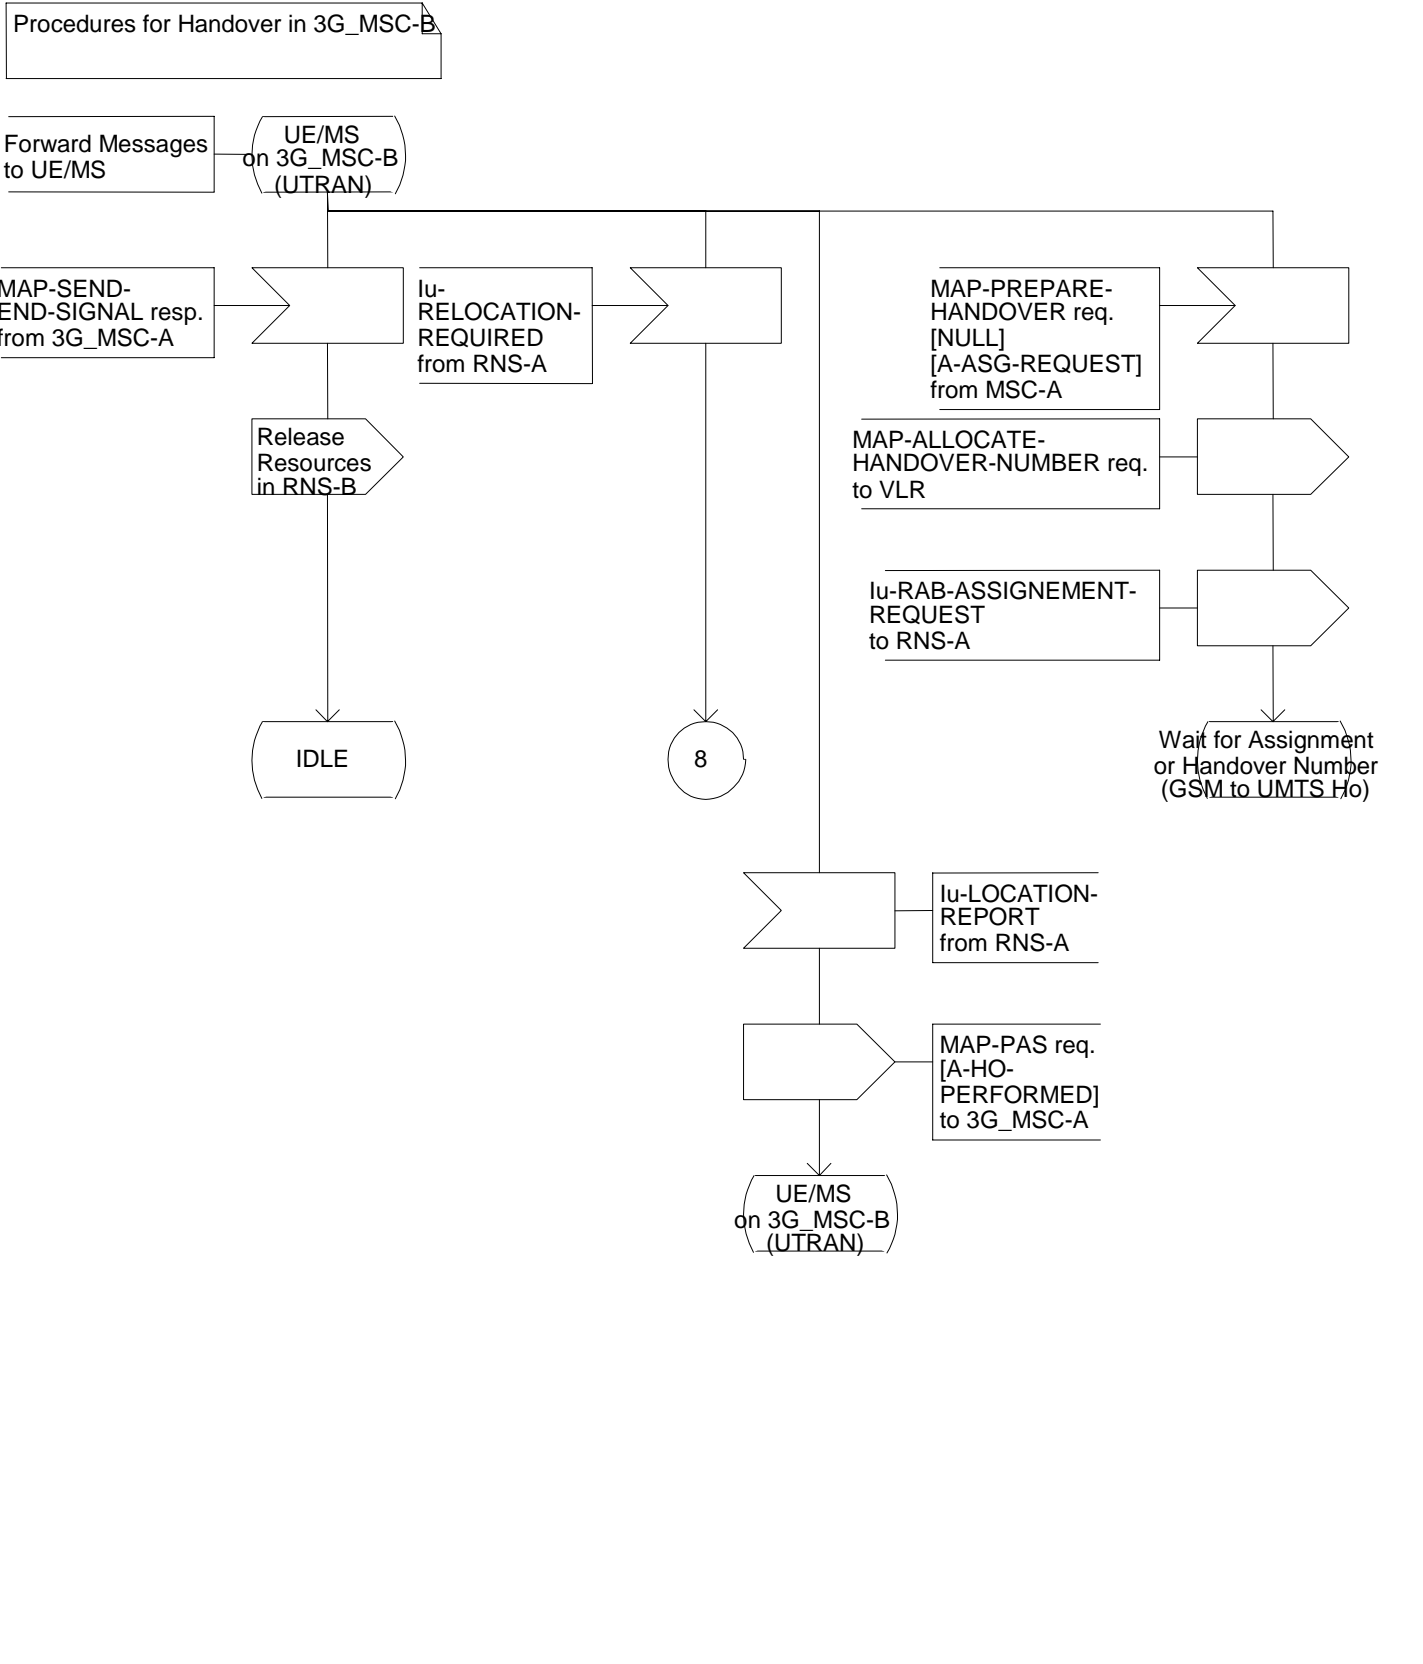 Procedures for Handover in 3G_MSC-B
Forward Messages
to UE/MS
UE/MS
on 3G_MSC-B
(UTRAN)
MAP-SEND-
END-SIGNAL resp.
from 3G_MSC-A
Iu-
RELOCATION-
REQUIRED
from RNS-A
MAP-PREPARE-
HANDOVER req.
[NULL]
[A-ASG-REQUEST]
from MSC-A
Release
Resources
in RNS-B
MAP-ALLOCATE-
HANDOVER-NUMBER req.
to VLR
Iu-RAB-ASSIGNEMENT-
REQUEST
to RNS-A
IDLE
8
Wait for Assignment
or Handover Number
(GSM to UMTS Ho)
Iu-LOCATION-
REPORT
from RNS-A
MAP-PAS req.
[A-HO-
PERFORMED]
to 3G_MSC-A
UE/MS
on 3G_MSC-B
(UTRAN)